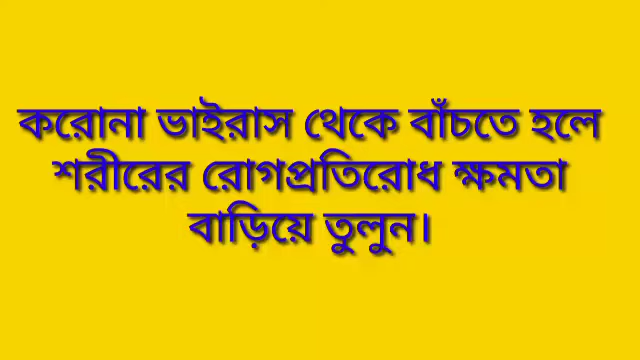 করোনা ভাইরাস থেকে বাঁচতে হলে
শরীরের রোগপ্রতিরোধ ক্ষমতা
বাড়িয়ে তুলুন।